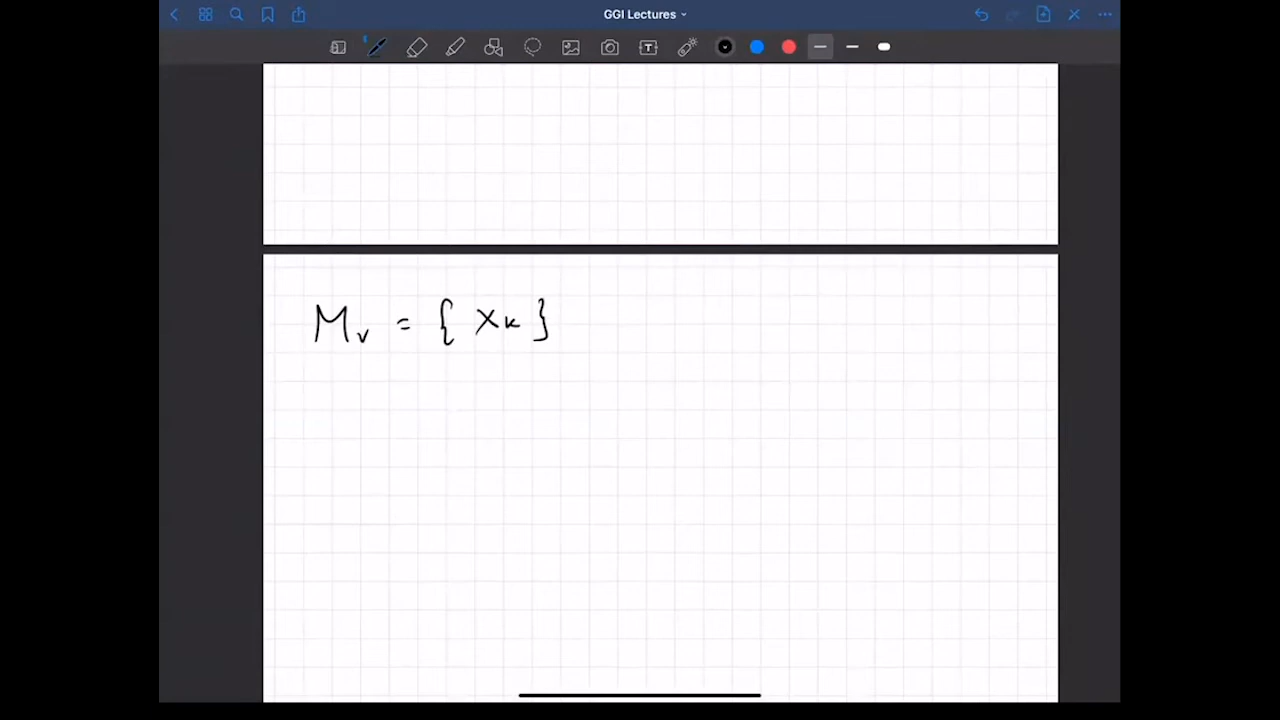 GGI Lectures
M_v = { X_k }